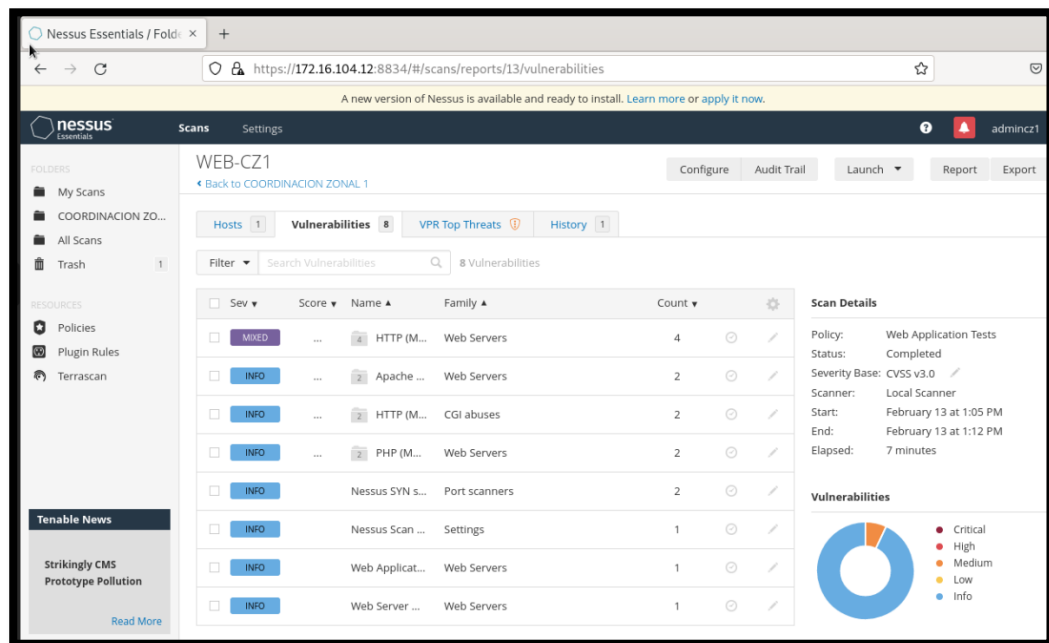 Nessus Essentials / Folde ×
+
https://172.16.104.12:8834/#/scans/reports/13/vulnerabilities
A new version of Nessus is available and ready to install. Learn more or apply it now.
nessus
Essentials
Scans Settings
admincz1
FOLDERS
My Scans
COORDINACION ZO...
All Scans
Trash 1
RESOURCES
Policies
Plugin Rules
Terrascan
Tenable News
Strikingly CMS
Prototype Pollution
Read More
WEB-CZ1
Back to COORDINACION ZONAL 1
Configure Audit Trail Launch Report Export
Hosts 1 Vulnerabilities 8 VPR Top Threats History 1
Filter Search Vulnerabilities 8 Vulnerabilities
Sev Score Name Family Count
MIXED ... 4 HTTP (M... Web Servers 4
INFO ... 2 Apache ... Web Servers 2
INFO ... 2 HTTP (M... CGI abuses 2
INFO ... 2 PHP (M... Web Servers 2
INFO Nessus SYN s... Port scanners 2
INFO Nessus Scan ... Settings 1
INFO Web Applicat... Web Servers 1
INFO Web Server ... Web Servers 1
Scan Details
Policy: Web Application Tests
Status: Completed
Severity Base: CVSS v3.0
Scanner: Local Scanner
Start: February 13 at 1:05 PM
End: February 13 at 1:12 PM
Elapsed: 7 minutes
Vulnerabilities
Critical
High
Medium
Low
Info